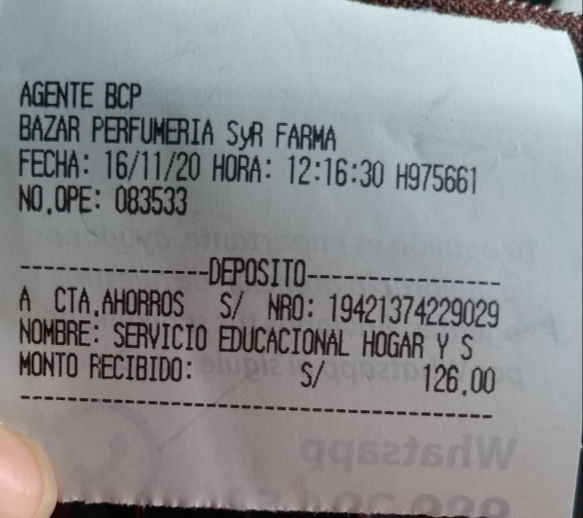 AGENTE BCP
BAZAR PERFUMERIA SyR FARMA
FECHA: 16/11/20 HORA: 12:16:30 H975661
NO.OPE: 083533
----------------DEPOSITO----------------
A CTA.AHORROS S/ NRO: 19421374229029
NOMBRE: SERVICIO EDUCACIONAL HOGAR Y S
MONTO RECIBIDO: S/ 126.00
----------------------------------------
Whatsapp